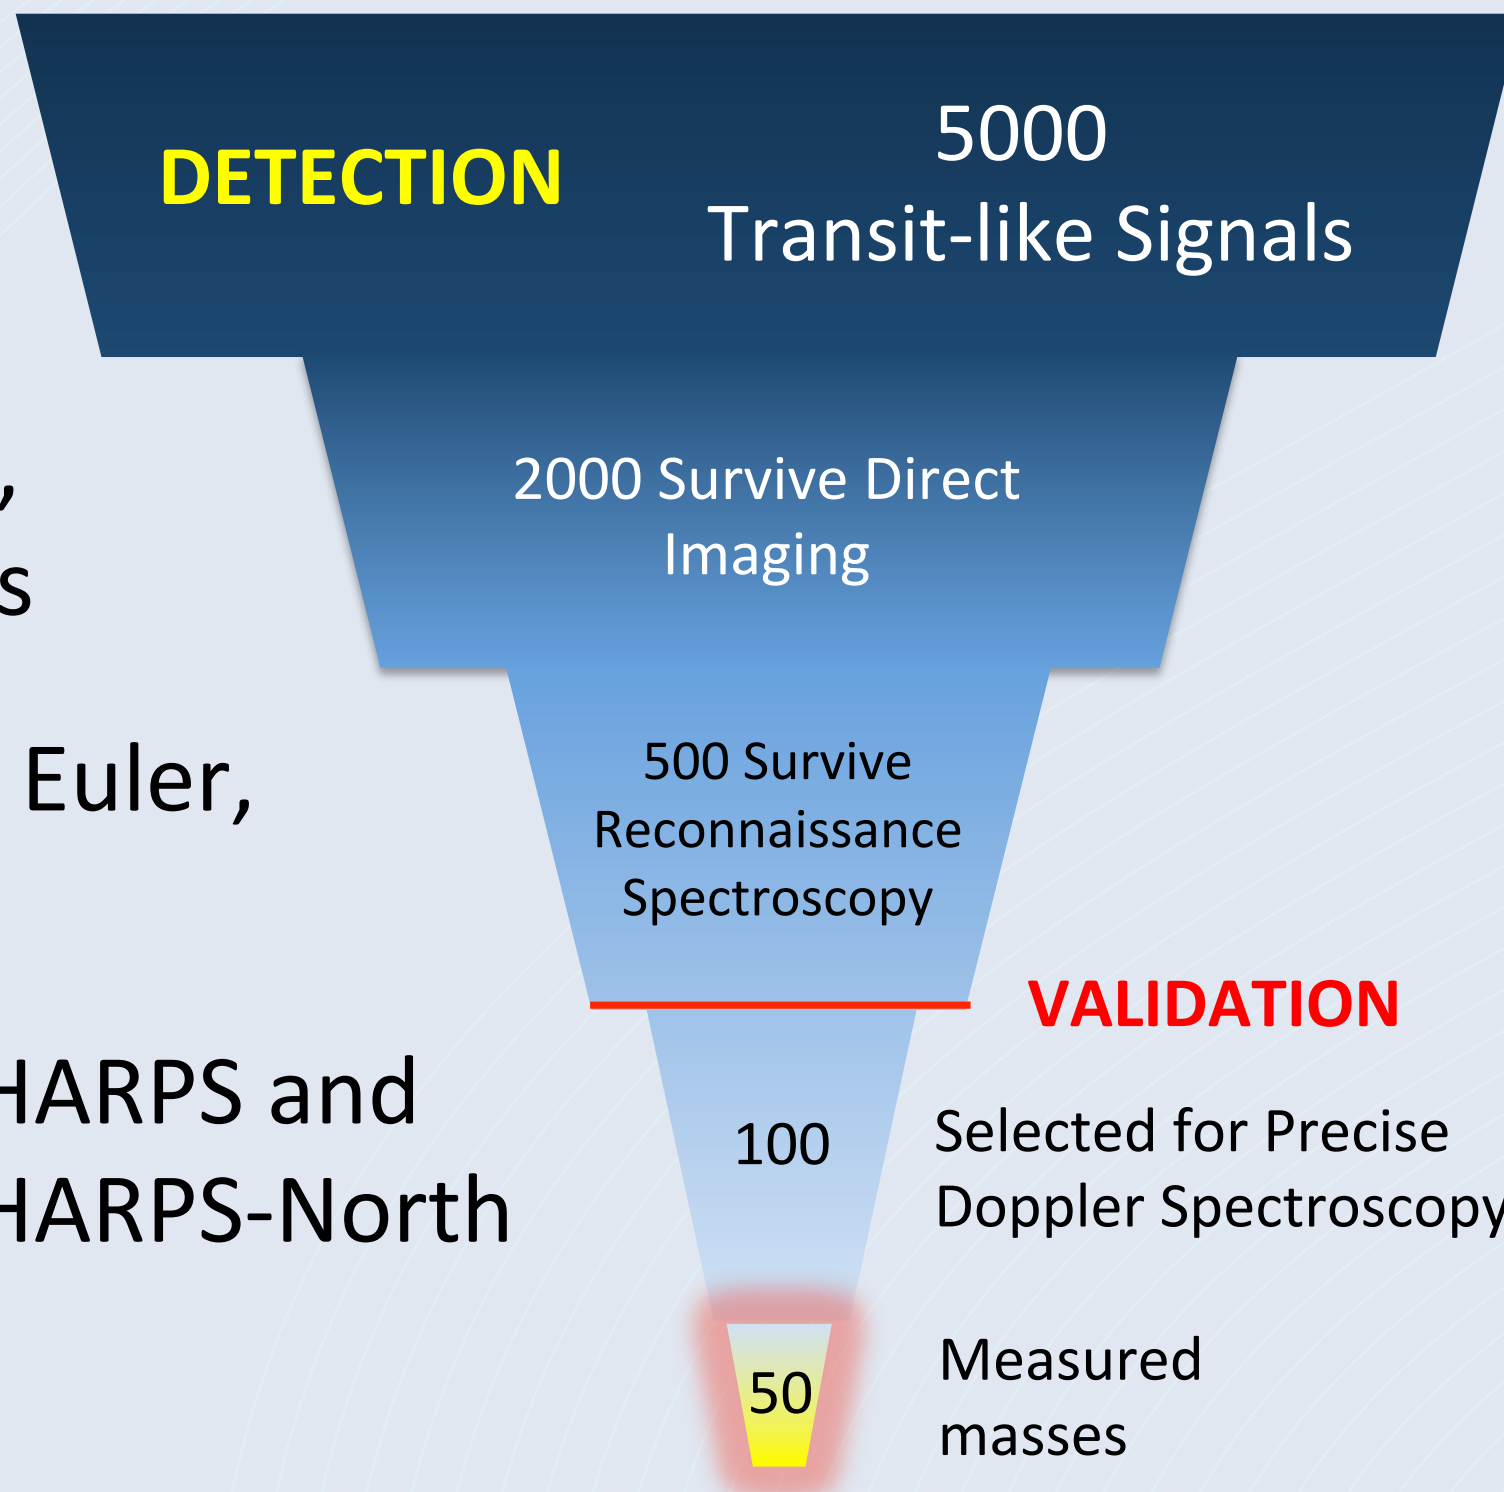 DETECTION
5000
Transit-like Signals
2000 Survive Direct
Imaging
500 Survive
Reconnaissance
Spectroscopy
Euler,
VALIDATION
HARPS and
HARPS-North
100
Selected for Precise
Doppler Spectroscopy
50
Measured
masses